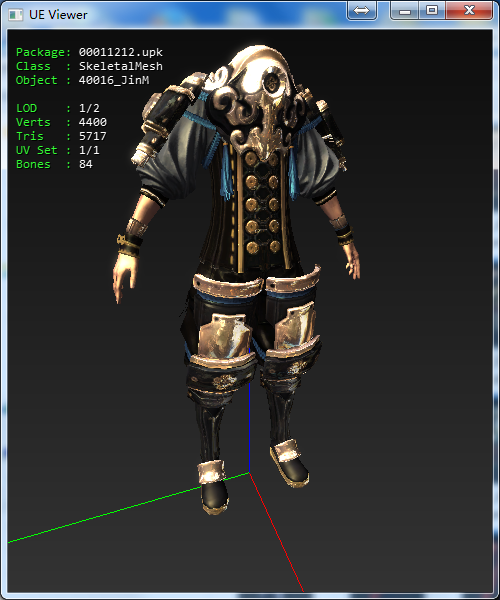 UE Viewer
Package: 00011212.upk
Class : SkeletalMesh
Object : 40016_JinM
LOD : 1/2
Verts : 4400
Tris : 5717
UV Set : 1/1
Bones : 84